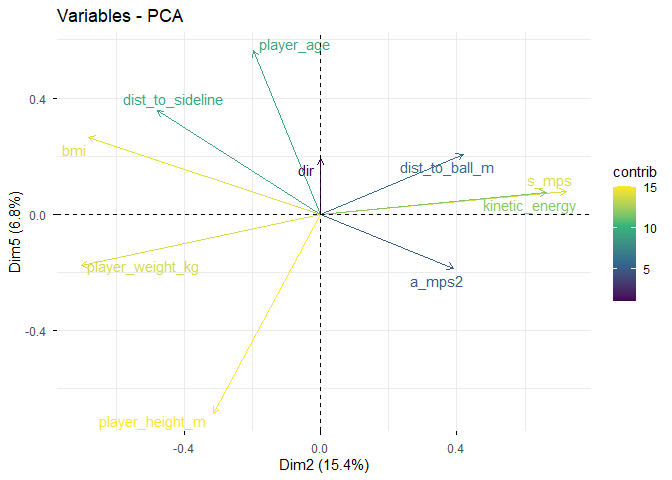 Variables - PCA
player_age
dist_to_sideline
bmi
dir
dist_to_ball_m
s_mps
kinetic_energy
player_weight_kg
a_mps2
player_height_m
0.4
0.0
-0.4
Dim5 (6.8%)
-0.4
0.0
0.4
Dim2 (15.4%)
contrib
15
10
5